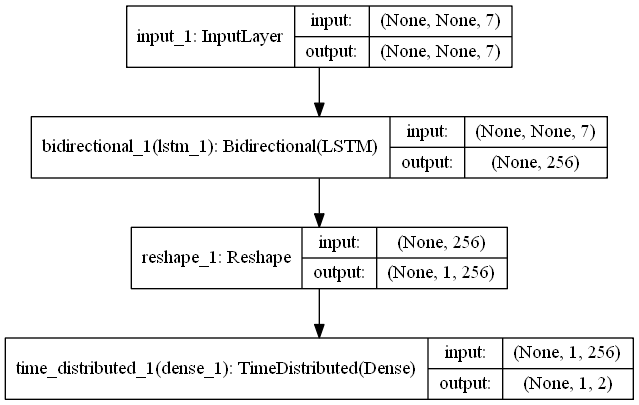 input_1: InputLayer
input: (None, None, 7)
output: (None, None, 7)
bidirectional_1(lstm_1): Bidirectional(LSTM)
input: (None, None, 7)
output: (None, 256)
reshape_1: Reshape
input: (None, 256)
output: (None, 1, 256)
time_distributed_1(dense_1): TimeDistributed(Dense)
input: (None, 1, 256)
output: (None, 1, 2)